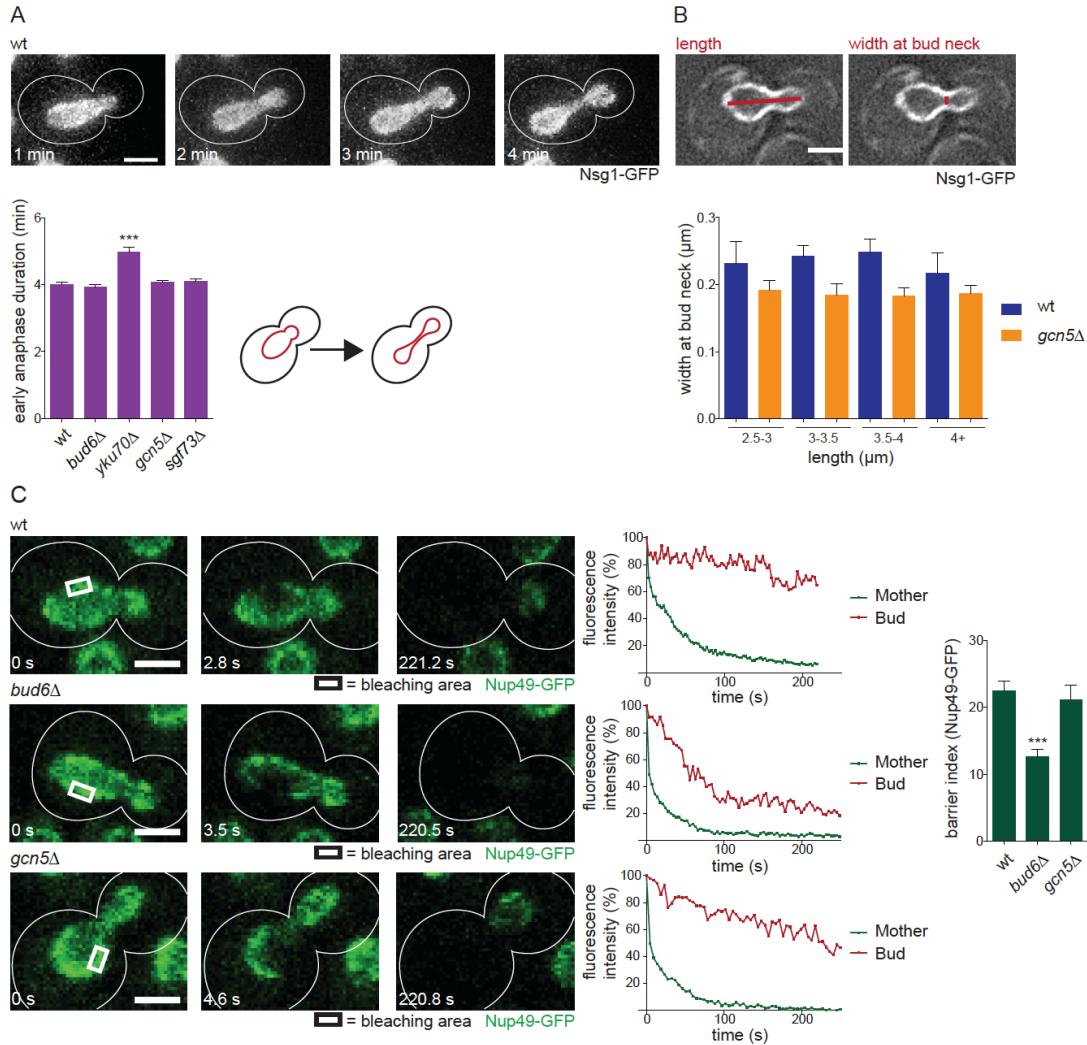 A
wt
1 min
2 min
3 min
4 min
Nsg1-GFP
early anaphase duration (min)
6
4
2
0
***
wt
bud6Δ
yku70Δ
gcn5Δ
sgf73Δ
B
length
width at bud neck
Nsg1-GFP
width at bud neck (μm)
0.3
0.2
0.1
0.0
2.5-3
3-3.5
3.5-4
4+
length (μm)
wt
gcn5Δ
C
wt
0 s
2.8 s
221.2 s
= bleaching area
Nup49-GFP
fluorescence
intensity (%)
100
80
60
40
20
0
100
200
time (s)
Mother
Bud
bud6Δ
0 s
3.5 s
220.5 s
= bleaching area
Nup49-GFP
fluorescence
intensity (%)
100
80
60
40
20
0
100
200
time (s)
Mother
Bud
gcn5Δ
0 s
4.6 s
220.8 s
= bleaching area
Nup49-GFP
fluorescence
intensity (%)
100
80
60
40
20
0
100
200
time (s)
Mother
Bud
barrier index (Nup49-GFP)
30
20
10
0
***
wt
bud6Δ
gcn5Δ